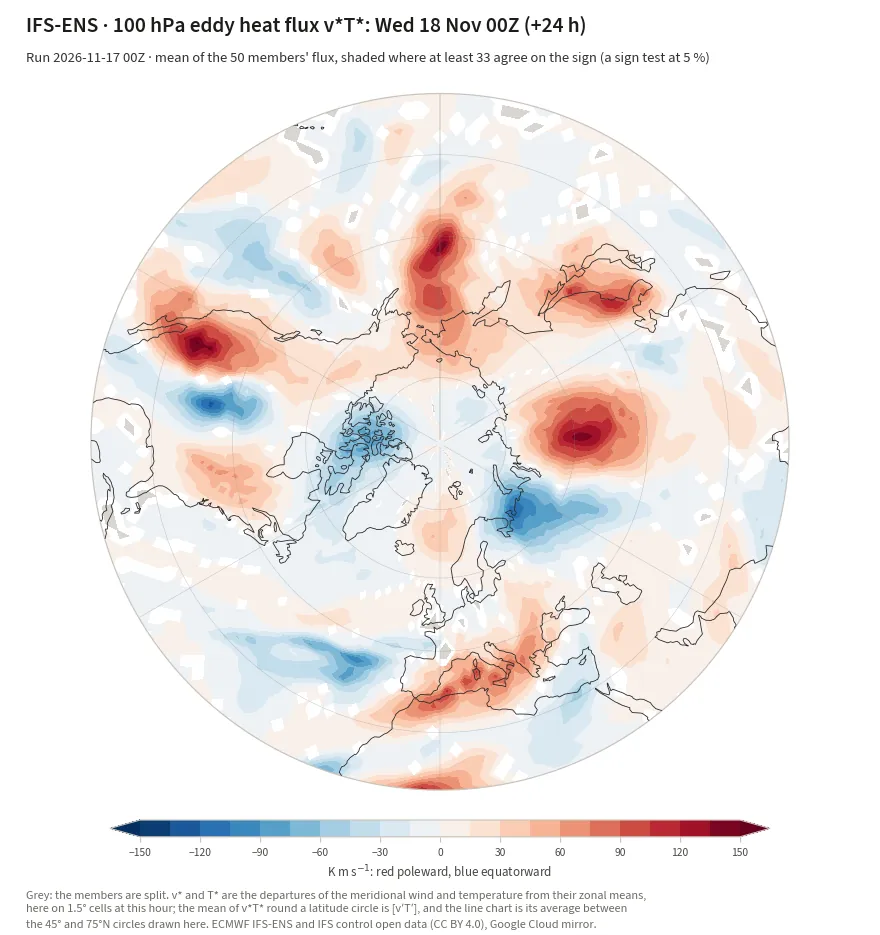 IFS-ENS · 100 hPa eddy heat flux v*T*: Wed 18 Nov 00Z (+24 h)
Run 2026-11-17 00Z · mean of the 50 members' flux, shaded where at least 33 agree on the sign (a sign test at 5 %)
−150 −120 −90 −60 −30 0 30 60 90 120 150
K m s⁻¹: red poleward, blue equatorward
Grey: the members are split. v* and T* are the departures of the meridional wind and temperature from their zonal means,
here on 1.5° cells at this hour; the mean of v*T* round a latitude circle is [v′T′], and the line chart is its average between
the 45° and 75°N circles drawn here. ECMWF IFS-ENS and IFS control open data (CC BY 4.0), Google Cloud mirror.